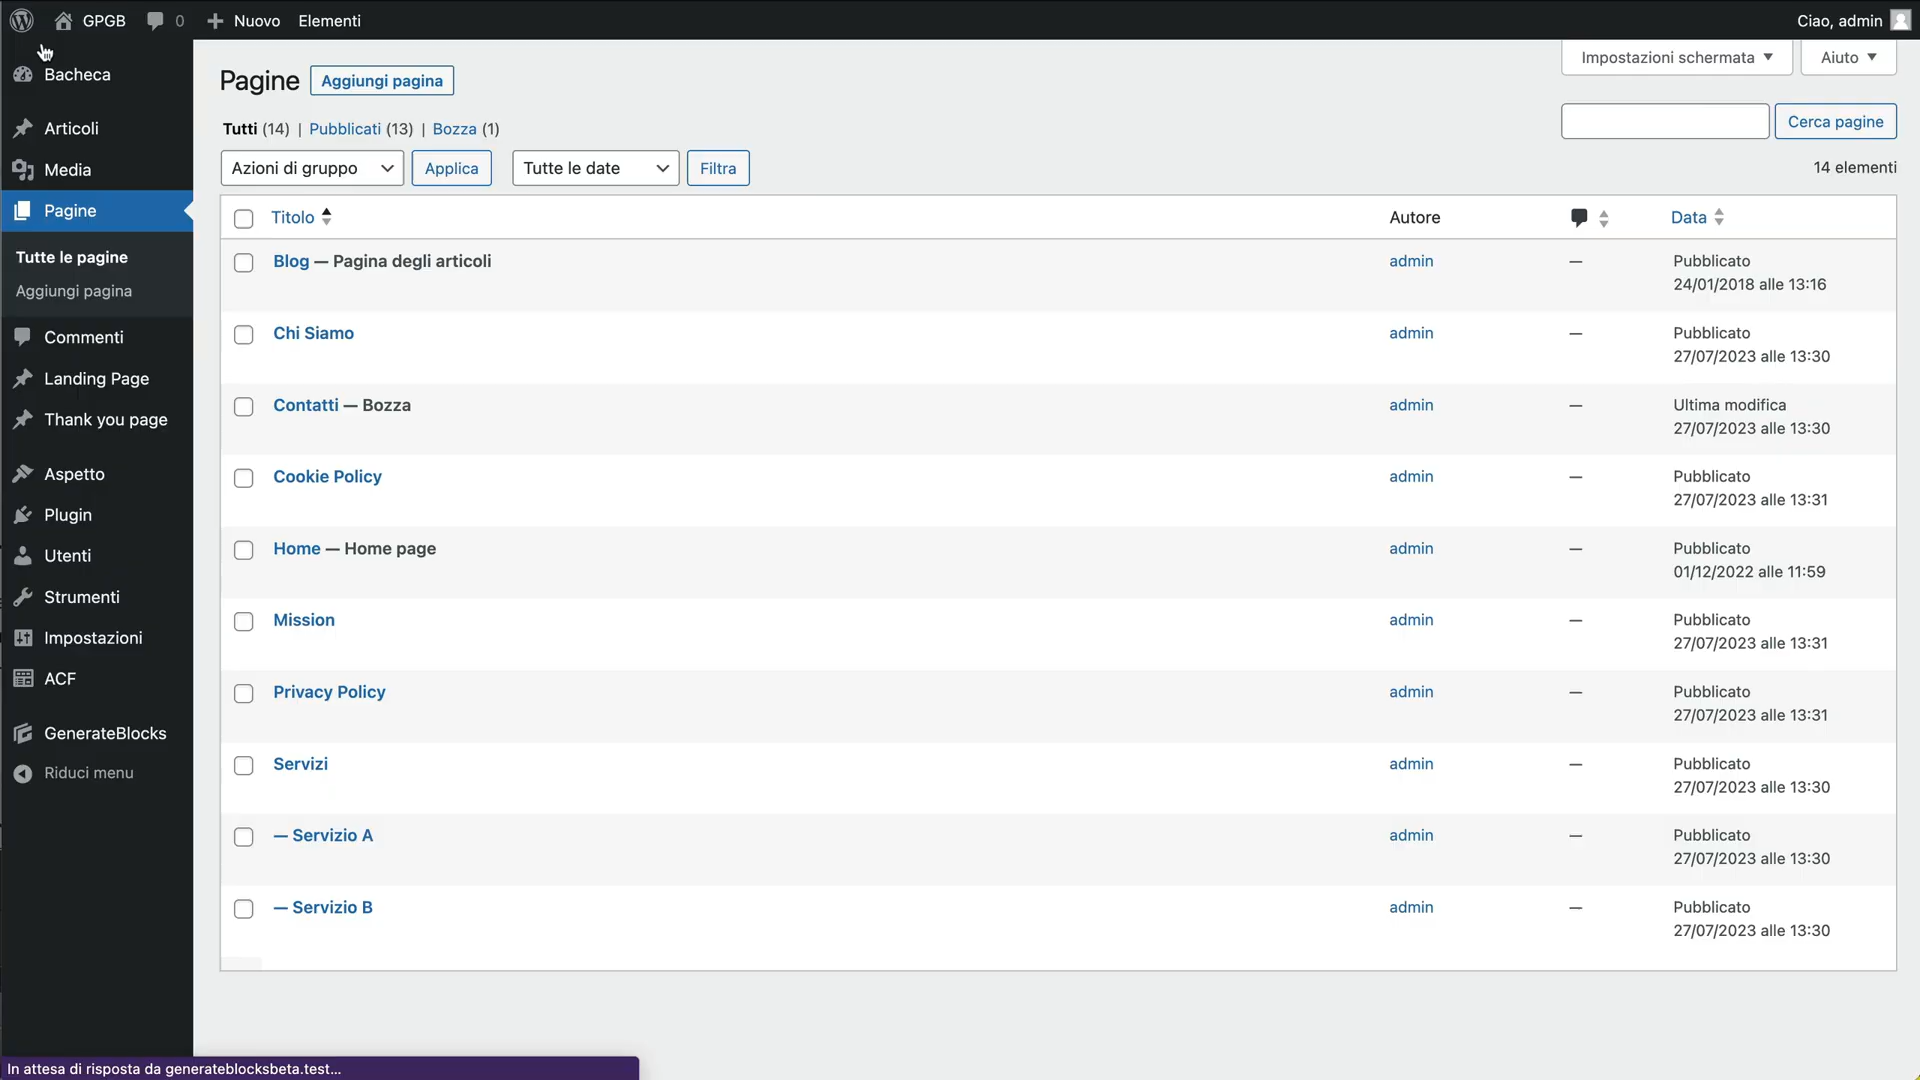 GPGB 0 Nuovo Elementi Ciao, admin
Impostazioni schermata Aiuto
Bacheca
Articoli
Media
Pagine
Tutte le pagine
Aggiungi pagina
Commenti
Landing Page
Thank you page
Aspetto
Plugin
Utenti
Strumenti
Impostazioni
ACF
GenerateBlocks
Riduci menu
Pagine Aggiungi pagina
Tutti (14) | Pubblicati (13) | Bozza (1)
Cerca pagine
Azioni di gruppo Applica Tutte le date Filtra
14 elementi
Titolo Autore Data
Blog — Pagina degli articoli admin — Pubblicato
24/01/2018 alle 13:16
Chi Siamo admin — Pubblicato
27/07/2023 alle 13:30
Contatti — Bozza admin — Ultima modifica
27/07/2023 alle 13:30
Cookie Policy admin — Pubblicato
27/07/2023 alle 13:31
Home — Home page admin — Pubblicato
01/12/2022 alle 11:59
Mission admin — Pubblicato
27/07/2023 alle 13:31
Privacy Policy admin — Pubblicato
27/07/2023 alle 13:31
Servizi admin — Pubblicato
27/07/2023 alle 13:30
— Servizio A admin — Pubblicato
27/07/2023 alle 13:30
— Servizio B admin — Pubblicato
27/07/2023 alle 13:30
In attesa di risposta da generateblocksbeta.test...